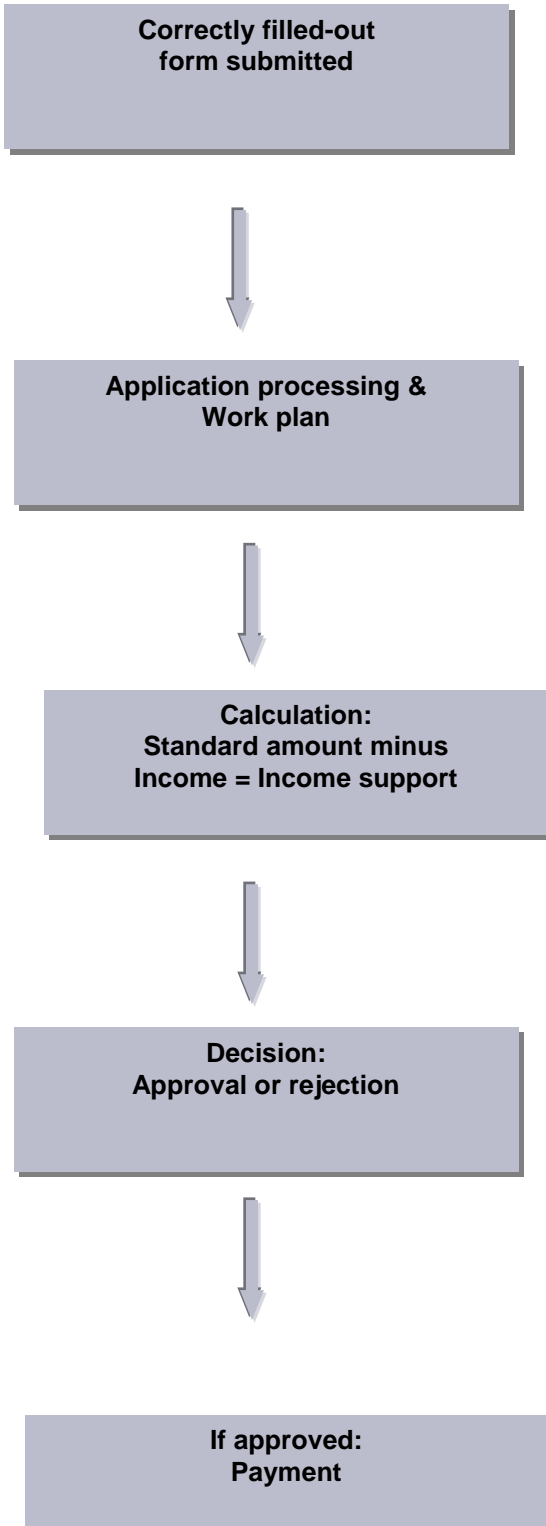 Correctly filled-out
form submitted
Application processing &
Work plan
Calculation:
Standard amount minus
Income = Income support
Decision:
Approval or rejection
If approved:
Payment